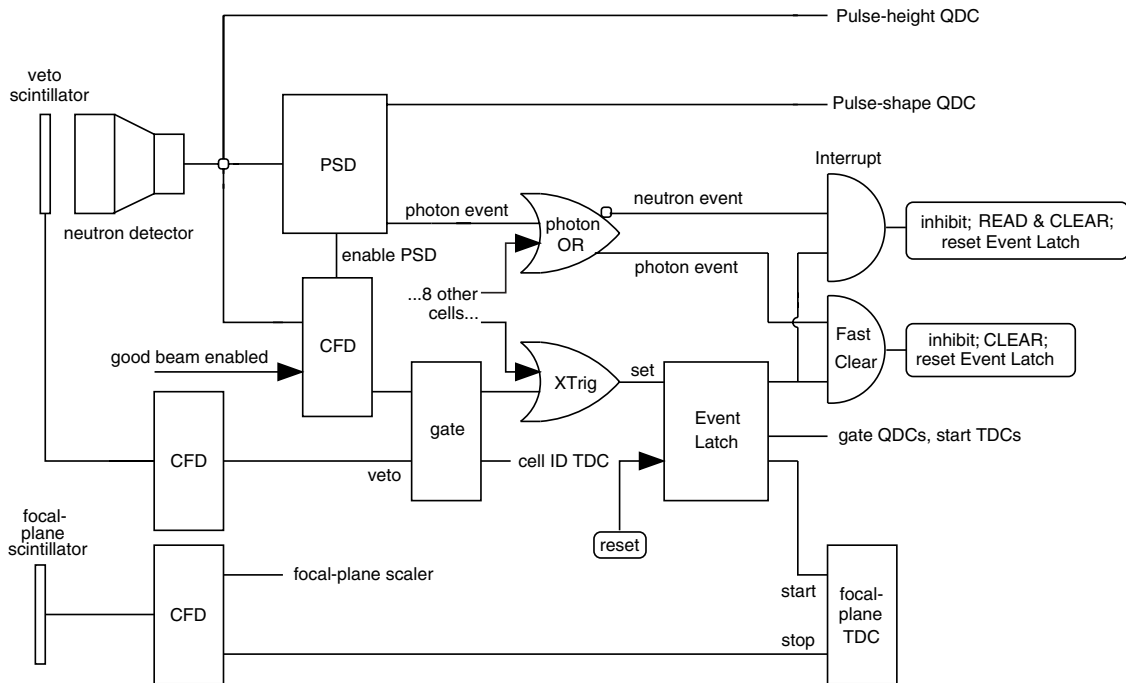 Pulse-height QDC
veto
scintillator
Pulse-shape QDC
PSD
Interrupt
neutron event
photon event
photon
OR
inhibit; READ & CLEAR;
reset Event Latch
neutron detector
enable PSD
photon event
...8 other
cells...
CFD
Fast
Clear
inhibit; CLEAR;
reset Event Latch
good beam enabled
set
XTrig
Event
Latch
gate
gate QDCs, start TDCs
CFD
veto
cell ID TDC
focal-
plane
scintillator
reset
focal-plane scaler
start
focal-
plane
TDC
CFD
stop